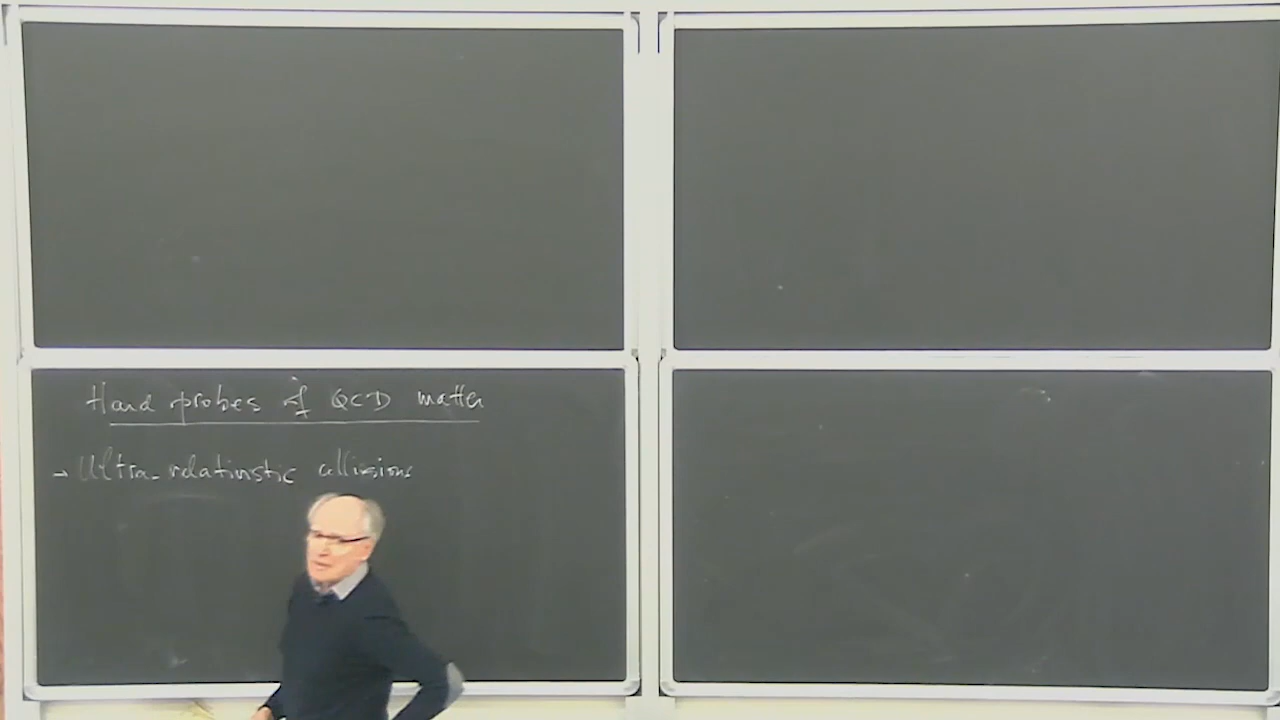 Hard probes of QCD matter
→ Ultra-relativistic collisions